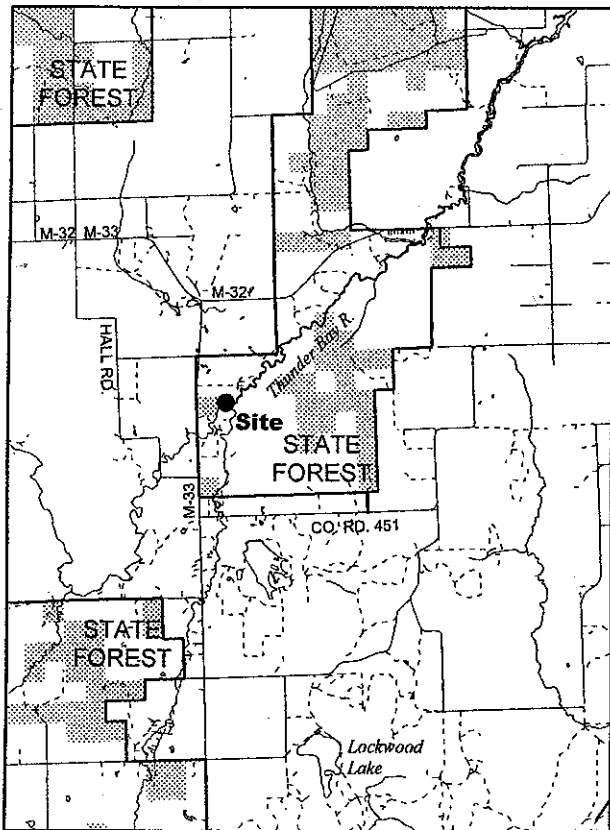 STATE
FOREST
M-32
M-33
M-32
HALL RD.
Thunder Bay R.
Site
STATE
FOREST
M-33
CO. RD. 451
STATE
FOREST
Lockwood
Lake